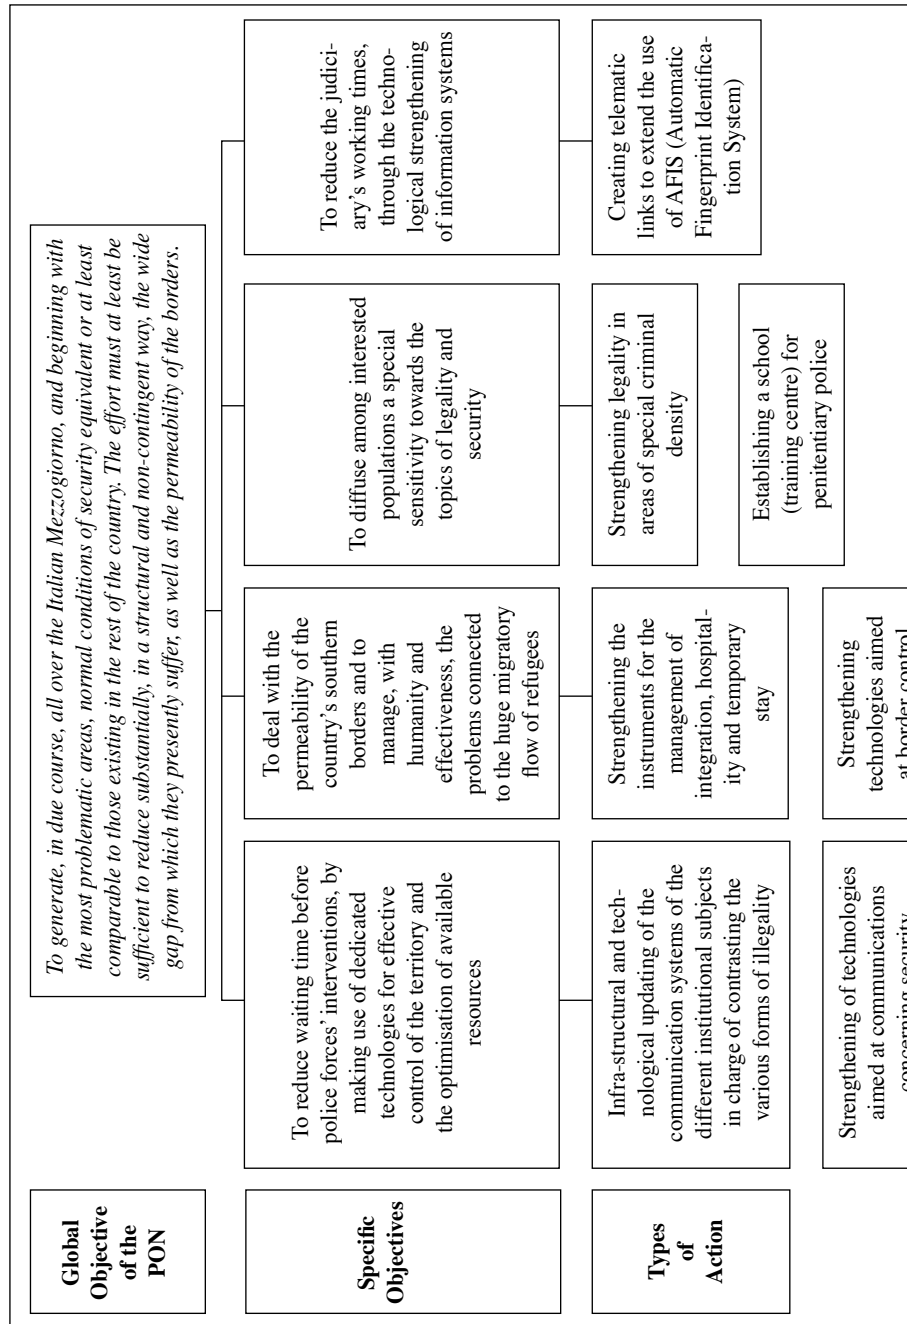 Global
Objective
of the
PON
To generate, in due course, all over the Italian Mezzogiorno, and beginning with
the most problematic areas, normal conditions of security equivalent or at least
comparable to those existing in the rest of the country. The effort must at least be
sufficient to reduce substantially, in a structural and non-contingent way, the wide
gap from which they presently suffer, as well as the permeability of the borders.
Specific
Objectives
To reduce waiting time before
police forces' interventions, by
making use of dedicated
technologies for effective
control of the territory and
the optimisation of available
resources
To deal with the
permeability of the
country's southern
borders and to
manage, with
humanity and
effectiveness, the
problems connected
to the huge migratory
flow of refugees
To diffuse among interested
populations a special
sensitivity towards the
topics of legality and
security
To reduce the judici-
ary's working times,
through the techno-
logical strengthening
of information systems
Types
of
Action
Infra-structural and tech-
nological updating of the
communication systems of the
different institutional subjects
in charge of contrasting the
various forms of illegality
Strengthening the
instruments for the
management of
integration, hospital-
ity and temporary
stay
Strengthening legality in
areas of special criminal
density
Creating telematic
links to extend the use
of AFIS (Automatic
Fingerprint Identifica-
tion System)
Establishing a school
(training centre) for
penitentiary police
Strengthening of technologies
aimed at communications
concerning security
Strengthening
technologies aimed
at border control